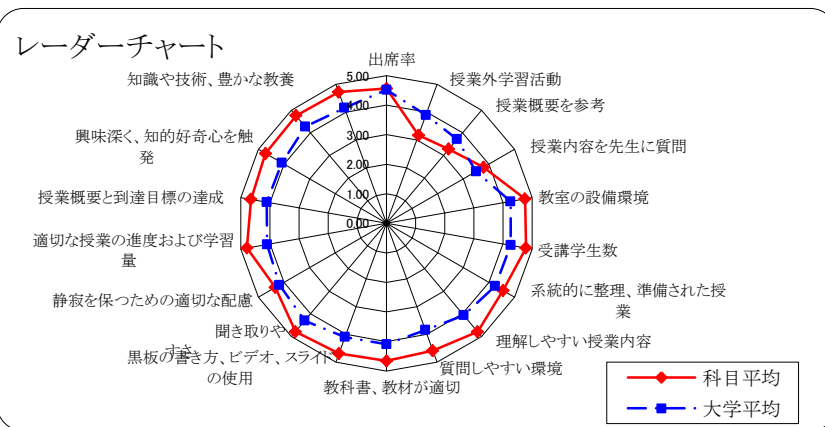 レーダーチャート
出席率
授業外学習活動
授業概要を参考
授業内容を先生に質問
教室の設備環境
受講学生数
系統的に整理、準備された授
業
理解しやすい授業内容
質問しやすい環境
教科書、教材が適切
黒板の書き方、ビデオ、スライド
の使用
聞き取りや
すさ
静寂を保つための適切な配慮
適切な授業の進度および学習
量
授業概要と到達目標の達成
興味深く、知的好奇心を触
発
知識や技術、豊かな教養
5.00
4.00
3.00
2.00
1.00
0.00
科目平均
大学平均